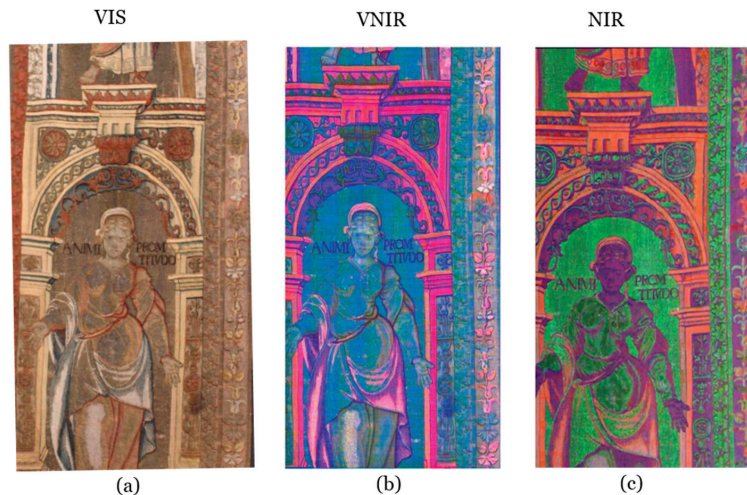 VIS VNIR NIR
ANIMI PROM
TITVDO
ANIMI PROM
TITVDO
ANIMI PROM
TITVDO
(a) (b) (c)